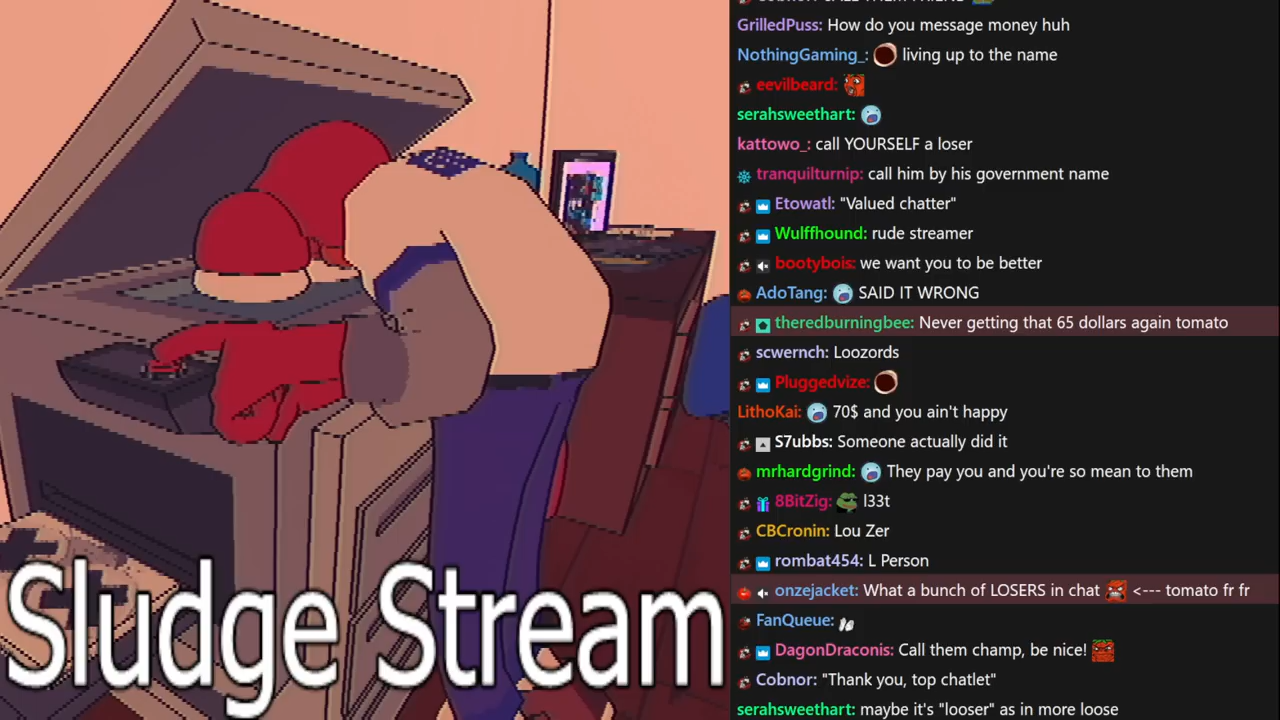 GrilledPuss: How do you message money huh
NothingGaming_: living up to the name
eevilbeard:
serahsweethart:
kattowo_: call YOURSELF a loser
tranquilturnip: call him by his government name
Etowatl: "Valued chatter"
Wulffhound: rude streamer
bootybois: we want you to be better
AdoTang: SAID IT WRONG
theredburningbee: Never getting that 65 dollars again tomato
scwernch: Loozords
Pluggedvize:
LithoKai: 70$ and you ain't happy
S7ubbs: Someone actually did it
mrhardgrind: They pay you and you're so mean to them
8BitZig: l33t
CBCronin: Lou Zer
rombat454: L Person
onzejacket: What a bunch of LOSERS in chat <--- tomato fr fr
FanQueue:
DagonDraconis: Call them champ, be nice!
Cobnor: "Thank you, top chatlet"
serahsweethart: maybe it's "looser" as in more loose
Sludge Stream